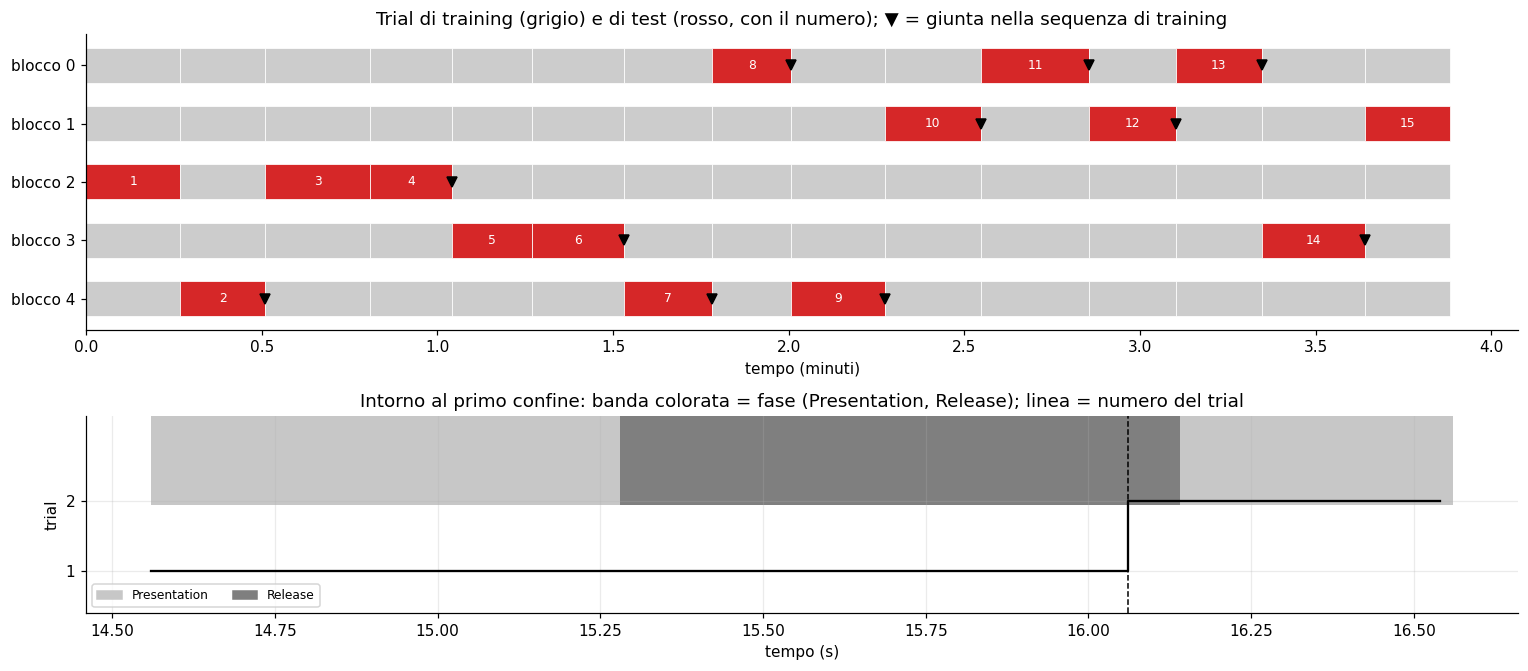 Trial di training (grigio) e di test (rosso, con il numero); ▼ = giunta nella sequenza di training
blocco 0
8
11
13
blocco 1
10
12
15
blocco 2
1
3
4
blocco 3
5
6
14
blocco 4
2
7
9
0.0 0.5 1.0 1.5 2.0 2.5 3.0 3.5 4.0
tempo (minuti)
Intorno al primo confine: banda colorata = fase (Presentation, Release); linea = numero del trial
trial
2
1
Presentation Release
14.50 14.75 15.00 15.25 15.50 15.75 16.00 16.25 16.50
tempo (s)